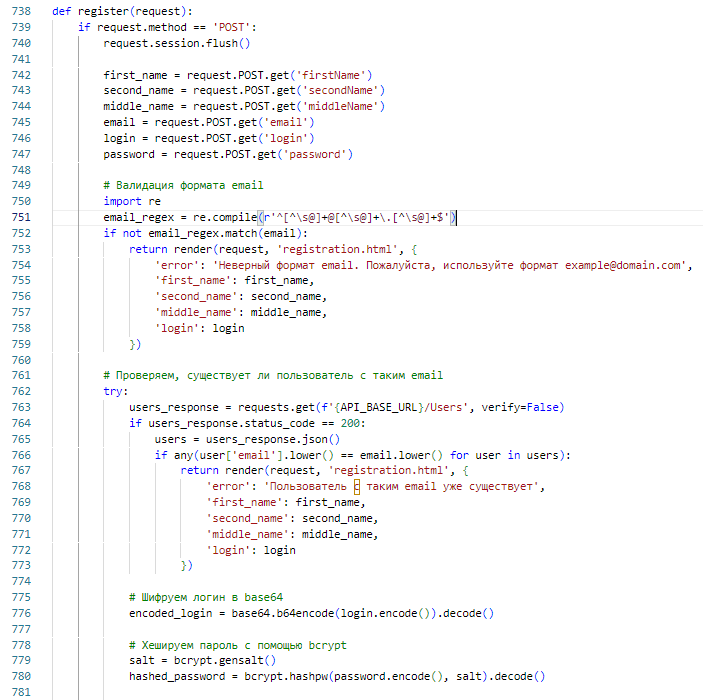 738 def register(request):
739     if request.method == 'POST':
740         request.session.flush()
741
742         first_name = request.POST.get('firstName')
743         second_name = request.POST.get('secondName')
744         middle_name = request.POST.get('middleName')
745         email = request.POST.get('email')
746         login = request.POST.get('login')
747         password = request.POST.get('password')
748
749         # Валидация формата email
750         import re
751         email_regex = re.compile(r'^[^\s@]+@[^\s@]+\.[^\s@]+$')
752         if not email_regex.match(email):
753             return render(request, 'registration.html', {
754                 'error': 'Неверный формат email. Пожалуйста, используйте формат example@domain.com',
755                 'first_name': first_name,
756                 'second_name': second_name,
757                 'middle_name': middle_name,
758                 'login': login
759             })
760
761         # Проверяем, существует ли пользователь с таким email
762         try:
763             users_response = requests.get(f'{API_BASE_URL}/Users', verify=False)
764             if users_response.status_code == 200:
765                 users = users_response.json()
766                 if any(user['email'].lower() == email.lower() for user in users):
767                     return render(request, 'registration.html', {
768                         'error': 'Пользователь с таким email уже существует',
769                         'first_name': first_name,
770                         'second_name': second_name,
771                         'middle_name': middle_name,
772                         'login': login
773                     })
774
775             # Шифруем логин в base64
776             encoded_login = base64.b64encode(login.encode()).decode()
777
778             # Хешируем пароль с помощью bcrypt
779             salt = bcrypt.gensalt()
780             hashed_password = bcrypt.hashpw(password.encode(), salt).decode()
781